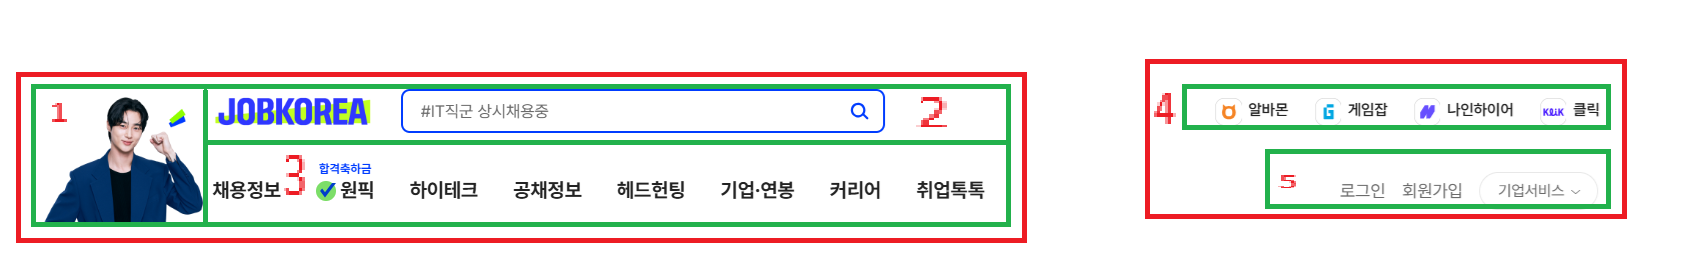 1
JOBKOREA
#IT직군 상시채용중
2
3
합격축하금
채용정보 원픽 하이테크 공채정보 헤드헌팅 기업·연봉 커리어 취업톡톡
4
알바몬 게임잡 나인하이어 KLiK 클릭
5
로그인 회원가입 기업서비스